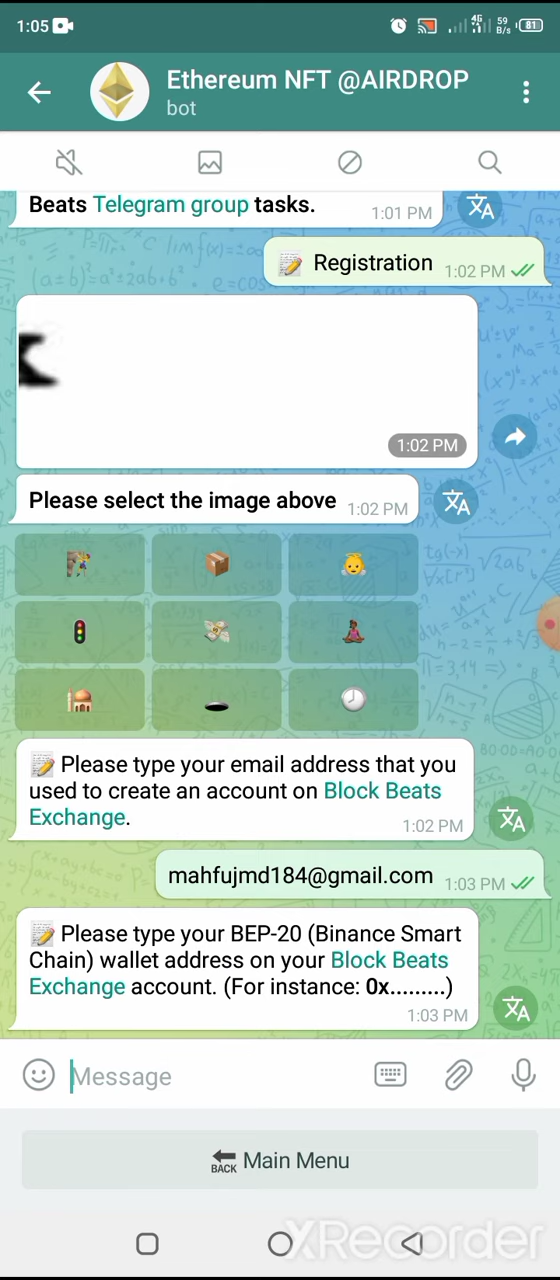 1:05
4G
59
B/s
81
Ethereum NFT @AIRDROP
bot
Beats Telegram group tasks.
1:01 PM
Registration
1:02 PM
1:02 PM
Please select the image above
1:02 PM
Please type your email address that you
used to create an account on Block Beats
Exchange.
1:02 PM
mahfujmd184@gmail.com
1:03 PM
Please type your BEP-20 (Binance Smart
Chain) wallet address on your Block Beats
Exchange account. (For instance: 0x.........)
1:03 PM
Message
BACK Main Menu
XRecorder